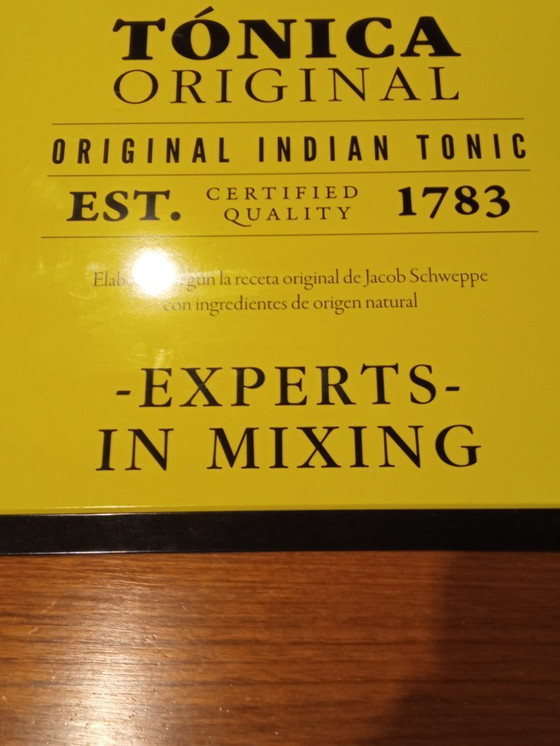 TÓNICA
ORIGINAL
ORIGINAL INDIAN TONIC
EST. CERTIFIED QUALITY 1783
la receta original de Jacob Schweppe
con ingredientes de origen natural
-EXPERTS-
IN MIXING